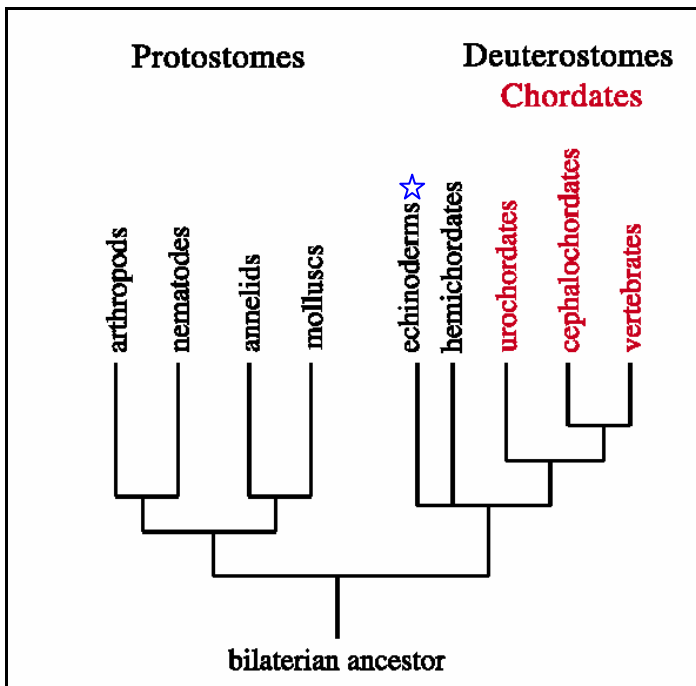 Protostomes
Deuterostomes
Chordates
arthropods
nematodes
annelids
molluscs
echinoderms
hemichordates
urochordates
cephalochordates
vertebrates
bilaterian ancestor